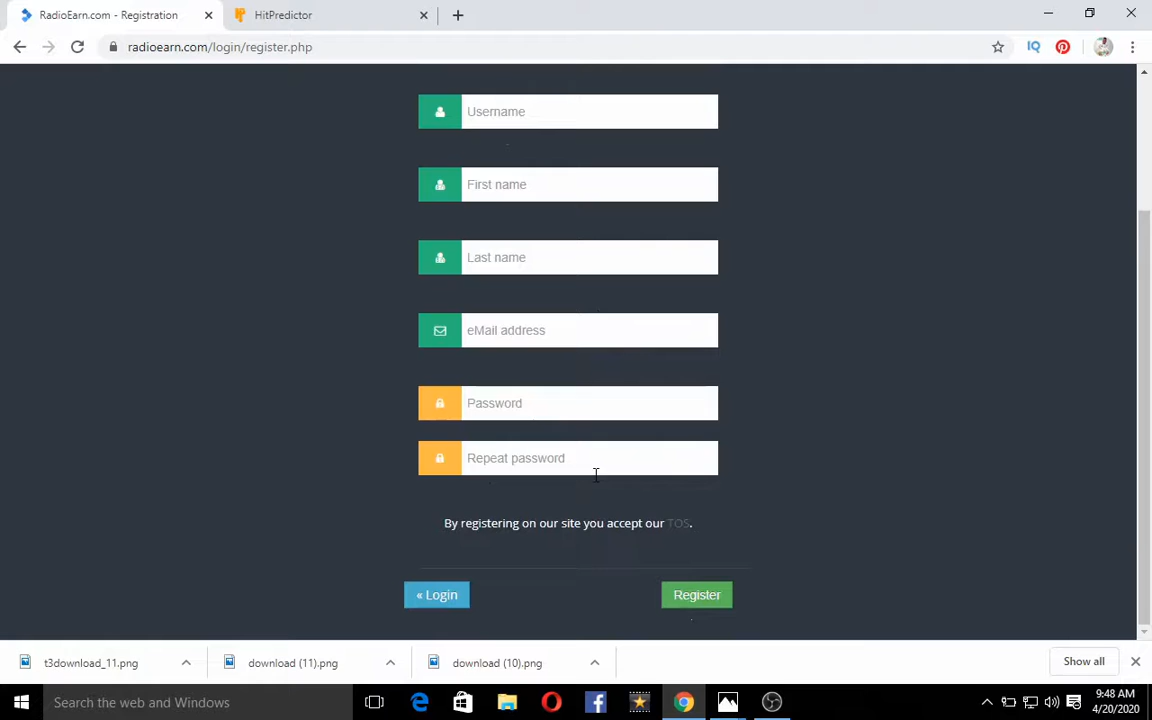 RadioEarn.com - Registration
HitPredictor
radioearn.com/login/register.php
IQ
Username
First name
Last name
eMail address
Password
Repeat password
By registering on our site you accept our TOS.
« Login
Register
t3download_11.png
download (11).png
download (10).png
Show all
Search the web and Windows
9:48 AM
4/20/2020